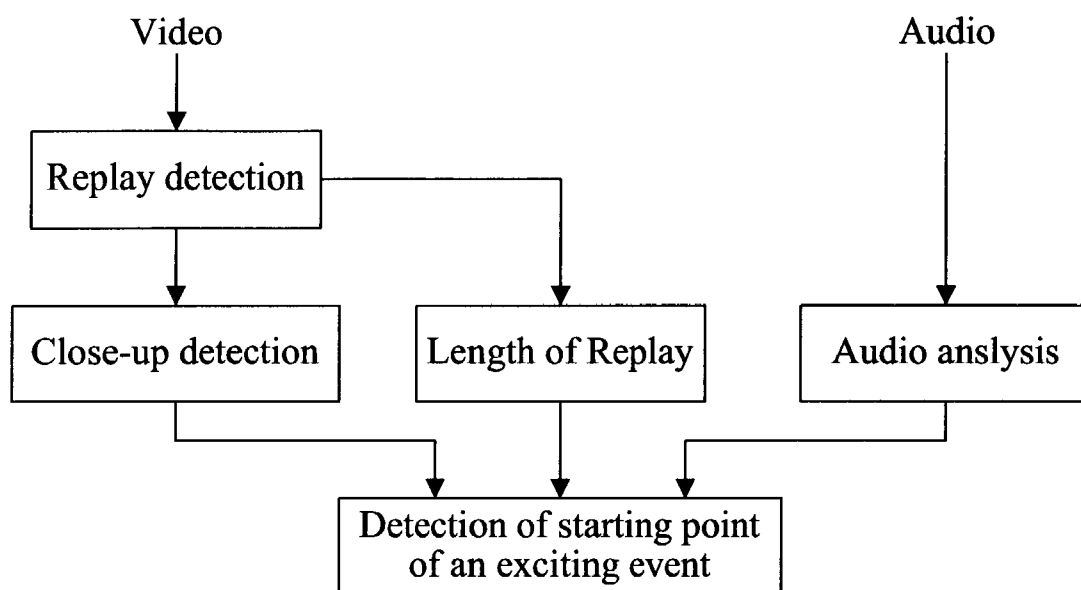 Video
Audio
Replay detection
Close-up detection
Length of Replay
Audio anslysis
Detection of starting point
of an exciting event